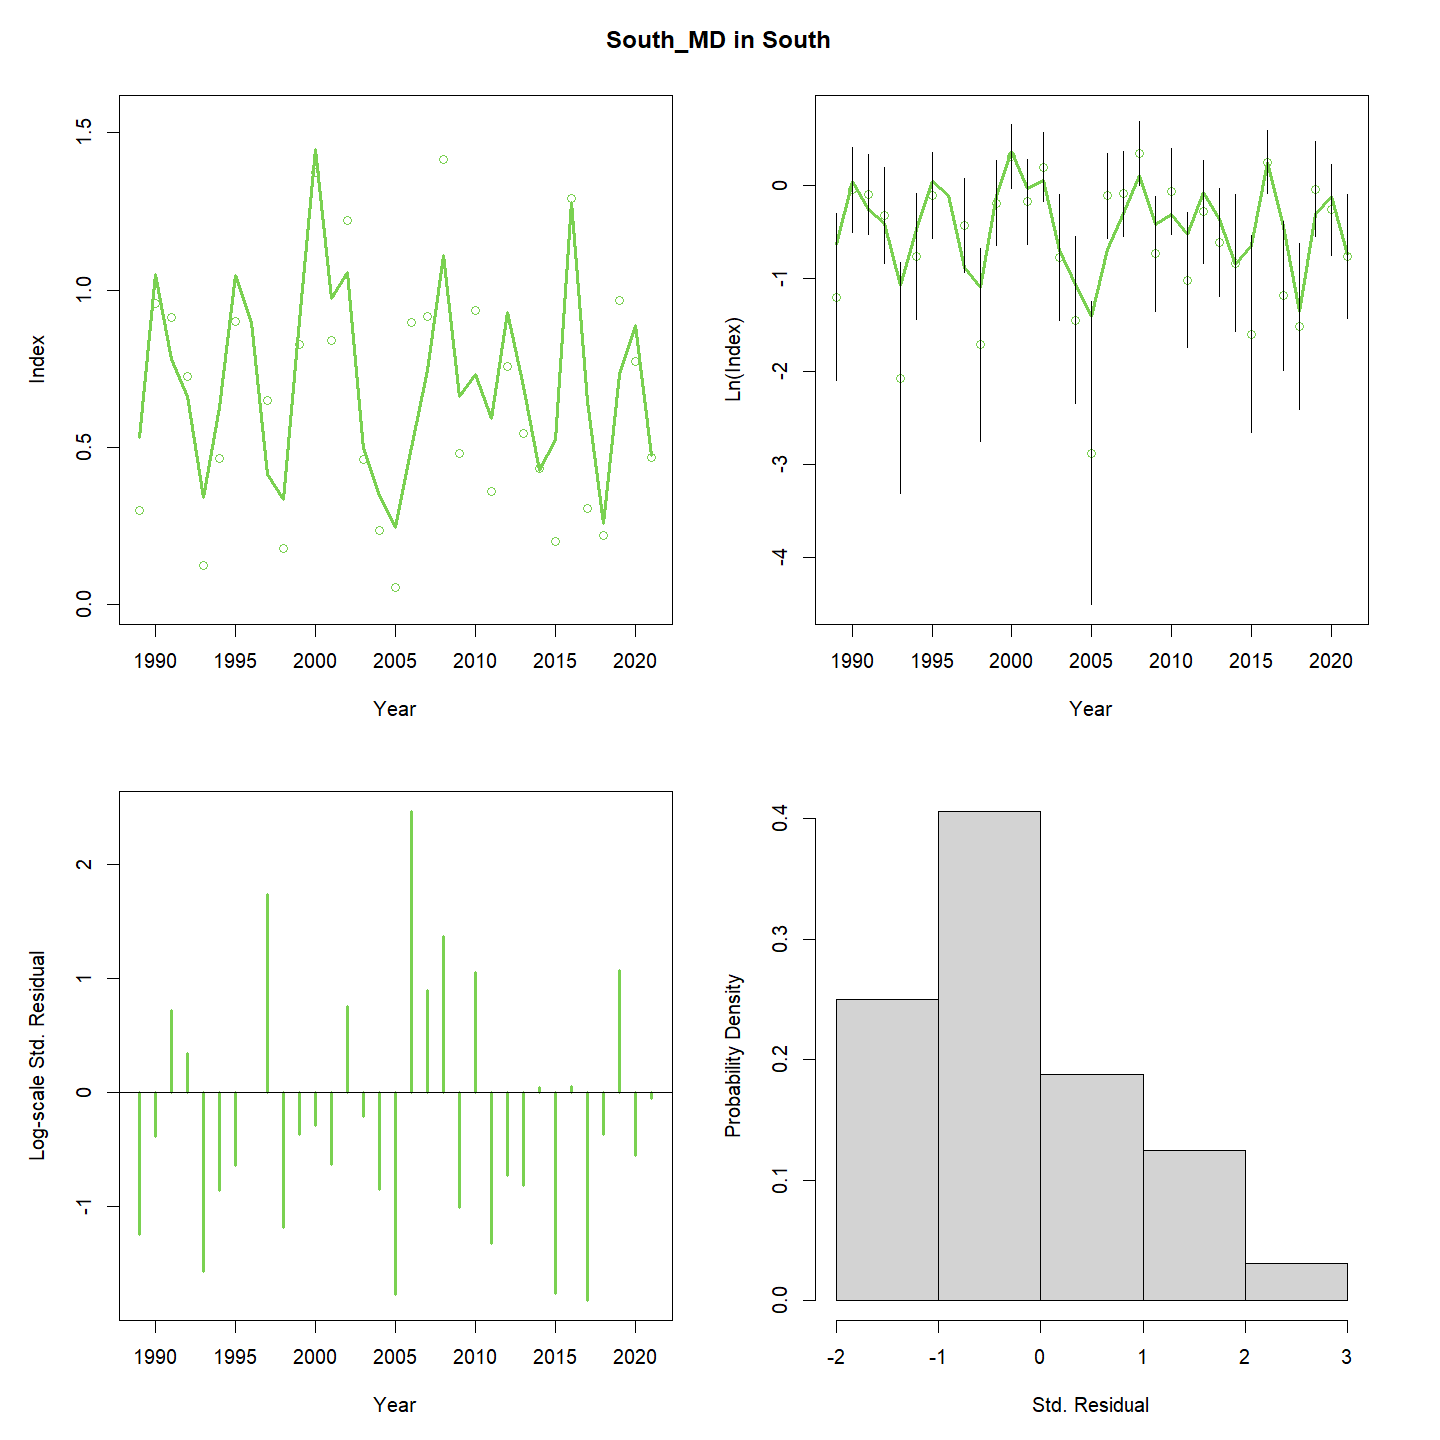 South_MD in South
Index
0.0 0.5 1.0 1.5
1990 1995 2000 2005 2010 2015 2020
Year
Ln(Index)
-4 -3 -2 -1 0
1990 1995 2000 2005 2010 2015 2020
Year
Log-scale Std. Residual
-1 0 1 2
1990 1995 2000 2005 2010 2015 2020
Year
Probability Density
0.0 0.1 0.2 0.3 0.4
-2 -1 0 1 2 3
Std. Residual